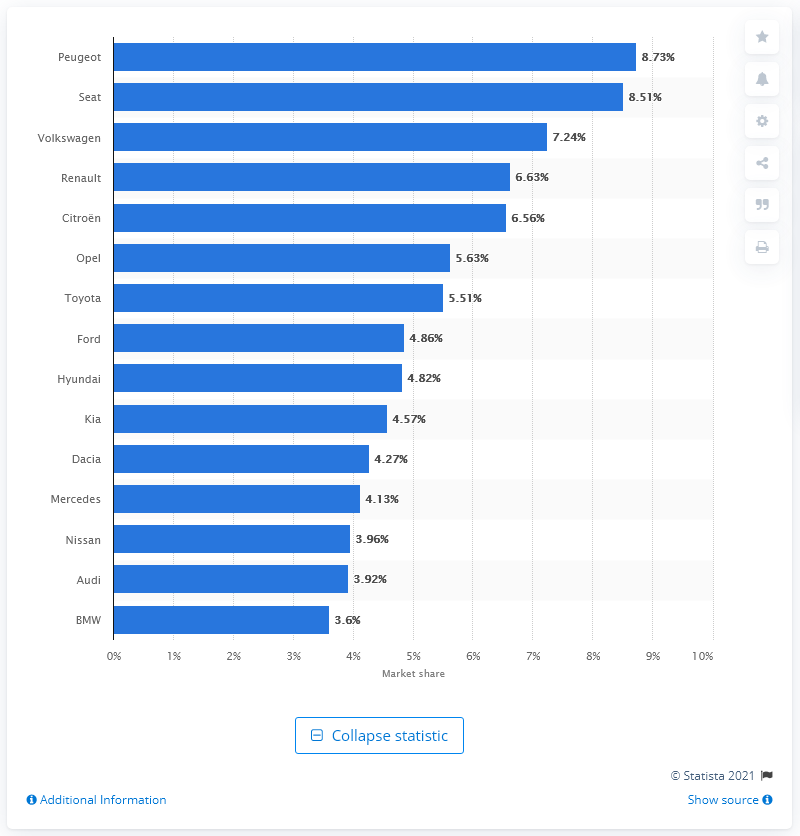 Peugeot 8.73%
Seat 8.51%
Volkswagen 7.24%
Renault 6.63%
Citroën 6.56%
Opel 5.63%
Toyota 5.51%
Ford 4.86%
Hyundai 4.82%
Kia 4.57%
Dacia 4.27%
Mercedes 4.13%
Nissan 3.96%
Audi 3.92%
BMW 3.6%
0% 1% 2% 3% 4% 5% 6% 7% 8% 9% 10%
Market share
Collapse statistic
© Statista 2021
Additional Information Show source